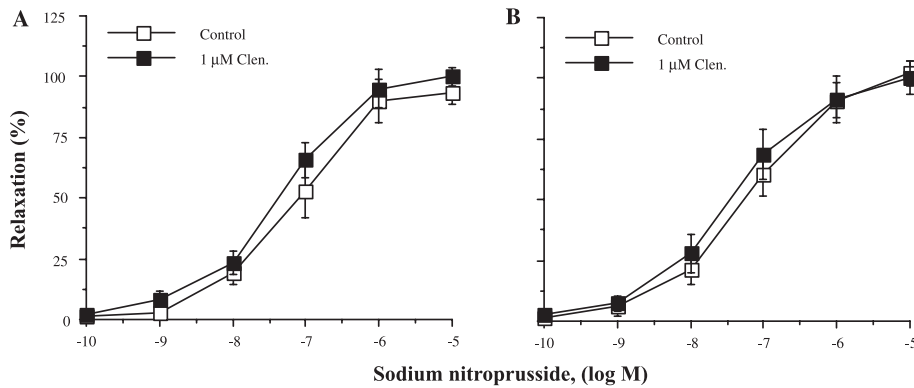 A
B
125
100
75
50
25
0
Relaxation (%)
Control
1 μM Clen.
Control
1 μM Clen.
-10 -9 -8 -7 -6 -5
-10 -9 -8 -7 -6 -5
Sodium nitroprusside, (log M)